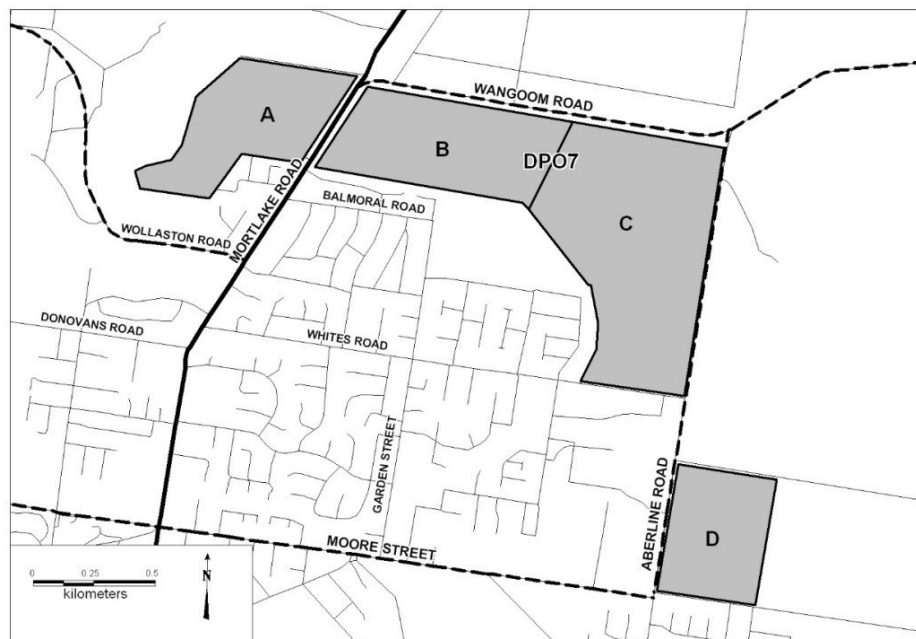 WANGOOM ROAD
A
B
DPO7
C
BALMORAL ROAD
MORTLAKE ROAD
WOLLASTON ROAD
DONOVANS ROAD
WHITES ROAD
GARDEN STREET
ABERLINE ROAD
D
MOORE STREET
0 0.25 0.5
kilometers
N